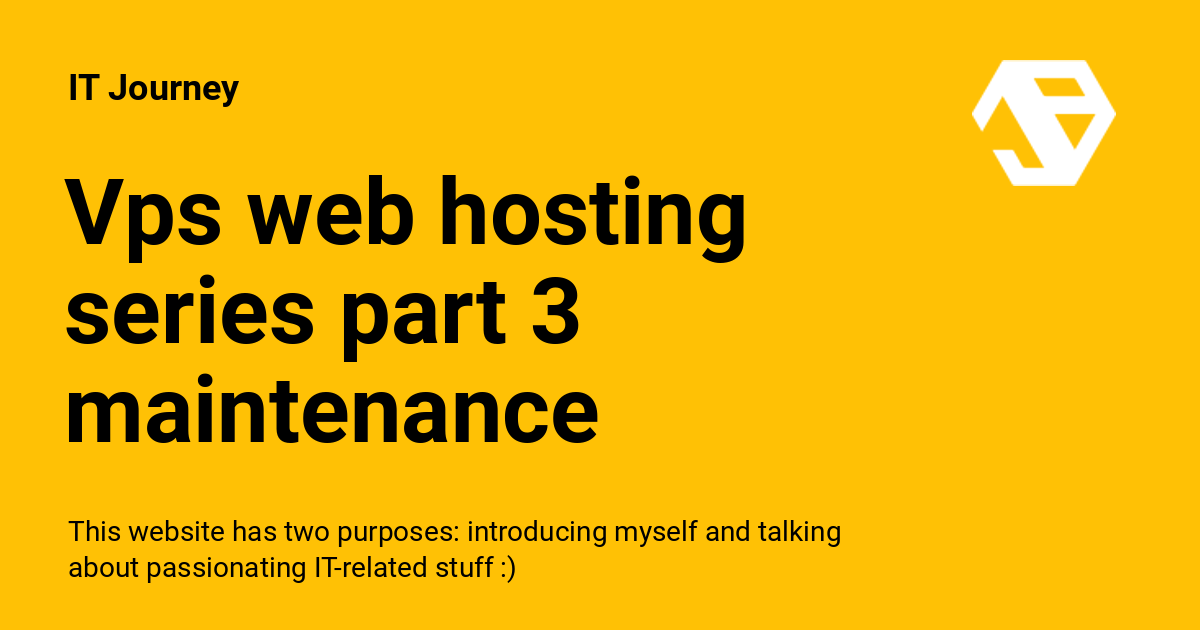 IT Journey
Vps web hosting
series part 3
maintenance
This website has two purposes: introducing myself and talking
about passionating IT-related stuff :)